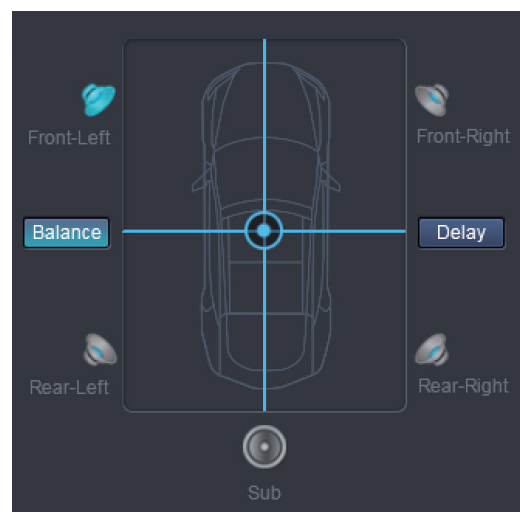 Front-Left
Front-Right
Balance
Delay
Rear-Left
Rear-Right
Sub